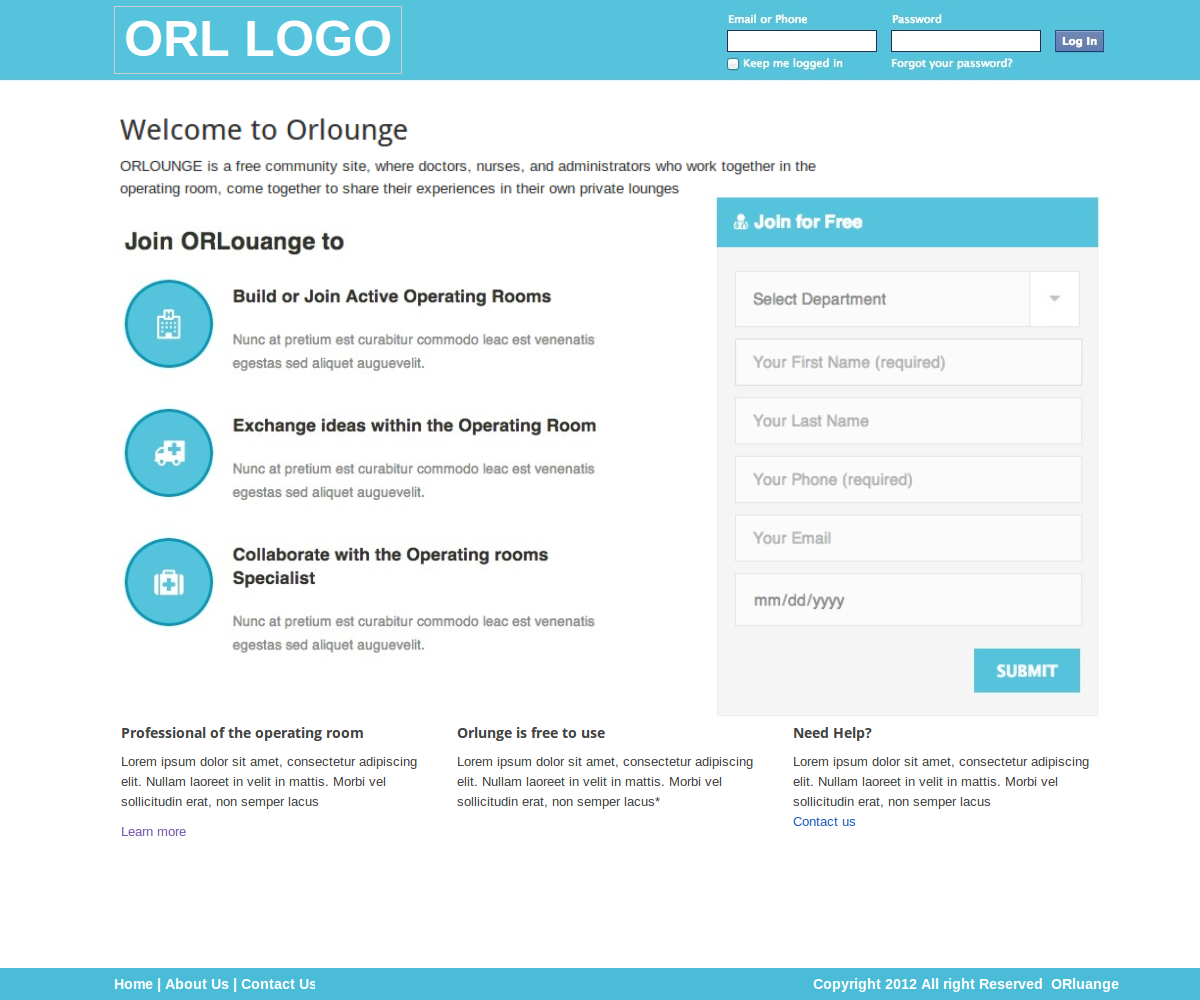 ORL LOGO
Email or Phone
Password
Log In
Keep me logged in
Forgot your password?
Welcome to Orlounge
ORLOUNGE is a free community site, where doctors, nurses, and administrators who work together in the
operating room, come together to share their experiences in their own private lounges
Join ORLouange to
Build or Join Active Operating Rooms
Nunc at pretium est curabitur commodo leac est venenatis
egestas sed aliquet auguevelit.
Exchange ideas within the Operating Room
Nunc at pretium est curabitur commodo leac est venenatis
egestas sed aliquet auguevelit.
Collaborate with the Operating rooms
Specialist
Nunc at pretium est curabitur commodo leac est venenatis
egestas sed aliquet auguevelit.
Join for Free
Select Department
Your First Name (required)
Your Last Name
Your Phone (required)
Your Email
mm/dd/yyyy
SUBMIT
Professional of the operating room
Lorem ipsum dolor sit amet, consectetur adipiscing
elit. Nullam laoreet in velit in mattis. Morbi vel
sollicitudin erat, non semper lacus
Learn more
Orlunge is free to use
Lorem ipsum dolor sit amet, consectetur adipiscing
elit. Nullam laoreet in velit in mattis. Morbi vel
sollicitudin erat, non semper lacus*
Need Help?
Lorem ipsum dolor sit amet, consectetur adipiscing
elit. Nullam laoreet in velit in mattis. Morbi vel
sollicitudin erat, non semper lacus
Contact us
Home | About Us | Contact Us
Copyright 2012 All right Reserved ORluange